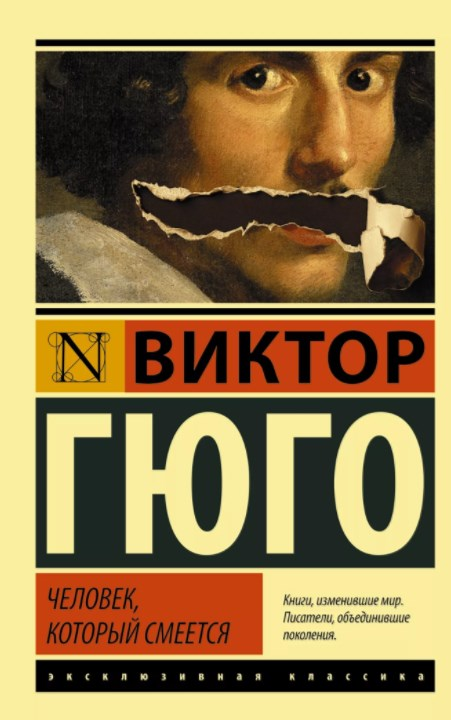 N ВИКТОР
ГЮГО
ЧЕЛОВЕК,
КОТОРЫЙ СМЕЕТСЯ
Книги, изменившие мир.
Писатели, объединившие
поколения.
эксклюзивная классика